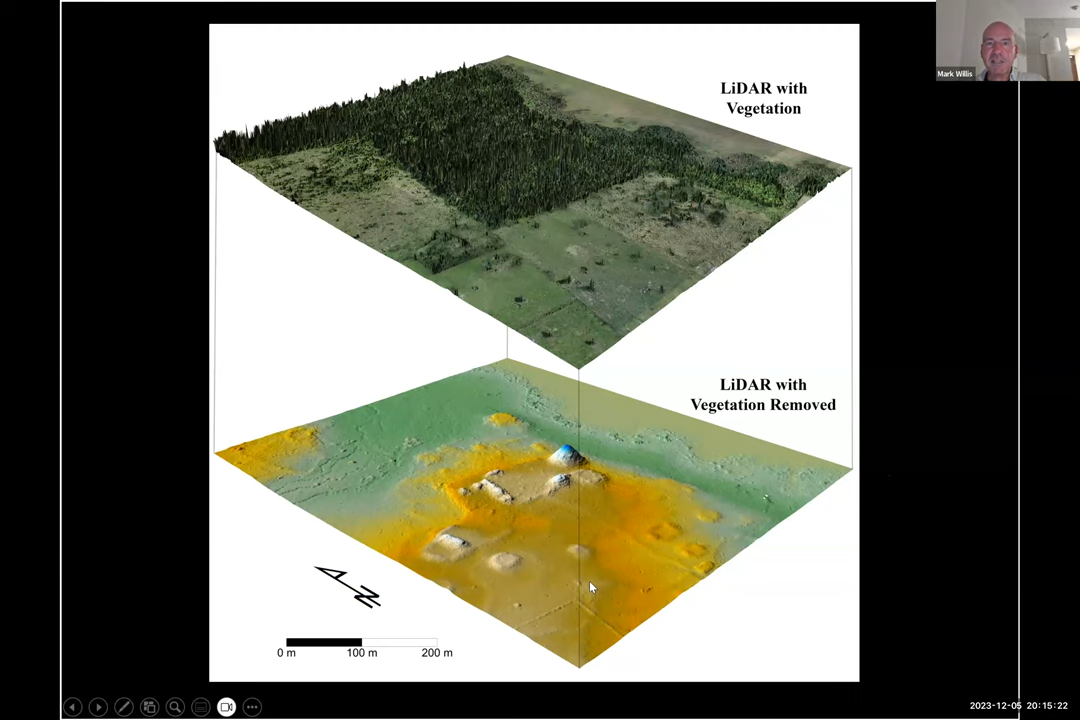 Mark Willis
LiDAR with
Vegetation
LiDAR with
Vegetation Removed
N
0 m
100 m
200 m
2023-12-05 20:15:22